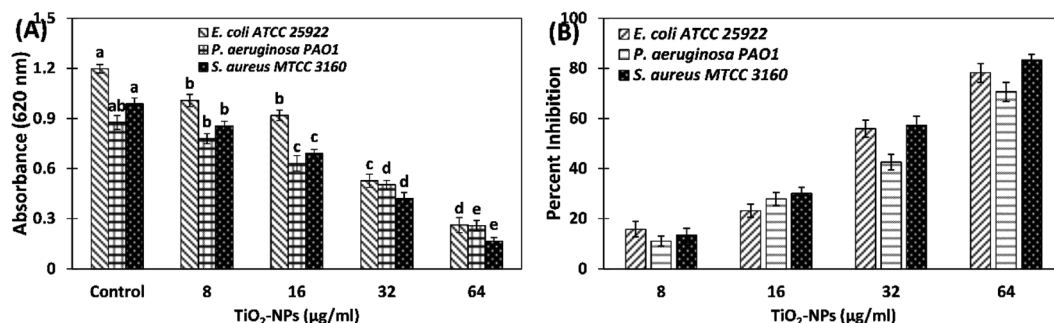 (A)
Absorbance (620 nm)
1.5
1.2
0.9
0.6
0.3
0
E. coli ATCC 25922
P. aeruginosa PAO1
S. aureus MTCC 3160
a
ab
a
b
b
b
b
c
c
c
d
d
d
e
e
Control 8 16 32 64
TiO₂-NPs (µg/ml)
(B)
Percent Inhibition
100
80
60
40
20
0
E. coli ATCC 25922
P. aeruginosa PAO1
S. aureus MTCC 3160
8 16 32 64
TiO₂-NPs (µg/ml)